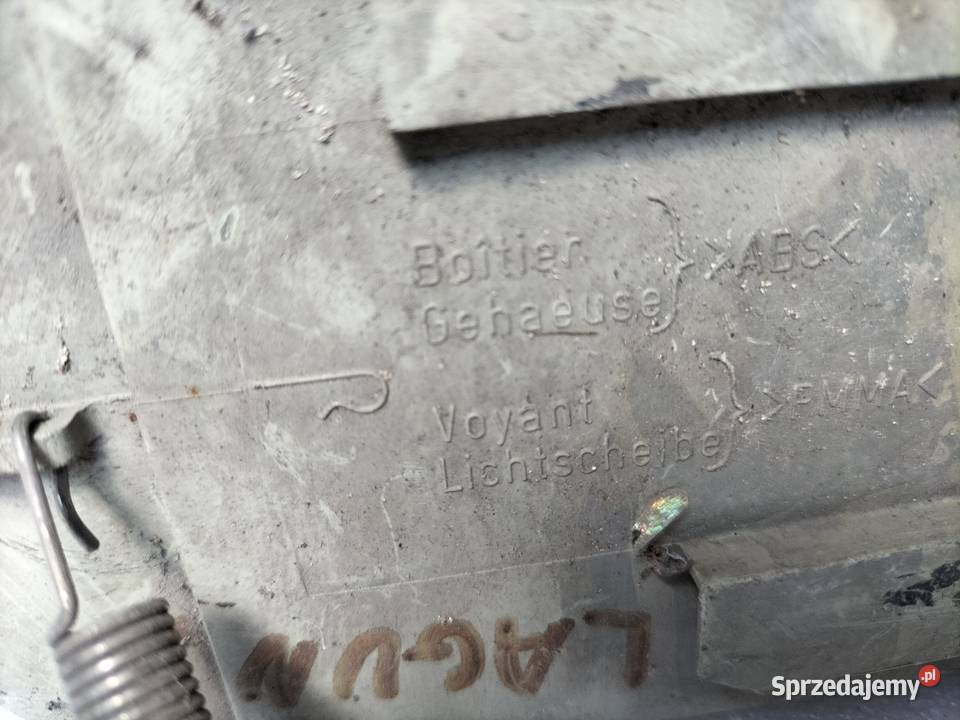 Boîtier
Gehaeuse
>ABS<
Voyant
Lichtscheibe
>PMMA<
LAGUN
Sprzedajemy.pl